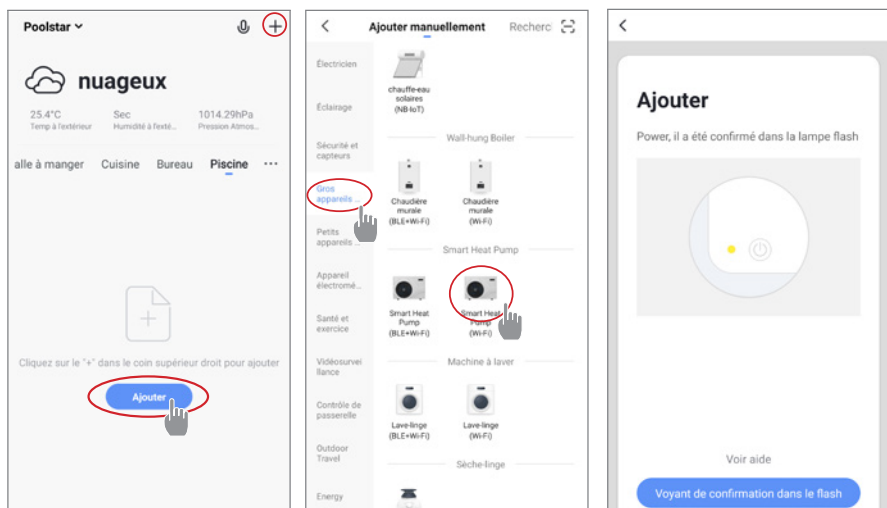 Poolstar
nuageux
25.4°C Sec 1014.29hPa
Temp à l'extérieur Humidité à l'exté... Pression Atmos...
alle à manger Cuisine Bureau Piscine ...
Cliquez sur le "+" dans le coin supérieur droit pour ajouter
Ajouter
Ajouter manuellement Recherc
Électricien
Éclairage
Sécurité et
capteurs
Gros
appareils ...
Petits
appareils ...
Appareil
électromé...
Santé et
exercice
Vidéosurvei
llance
Contrôle de
passerelle
Outdoor
Travel
Energy
chauffe-eau
solaires
(NB-IoT)
Wall-hung Boiler
Chaudière
murale
(BLE+Wi-Fi)
Chaudière
murale
(Wi-Fi)
Smart Heat Pump
Smart Heat
Pump
(BLE+Wi-Fi)
Smart Heat
Pump
(Wi-Fi)
Machine à laver
Lave-linge
(BLE+Wi-Fi)
Lave-linge
(Wi-Fi)
Sèche-linge
Ajouter
Power, il a été confirmé dans la lampe flash
Voir aide
Voyant de confirmation dans le flash